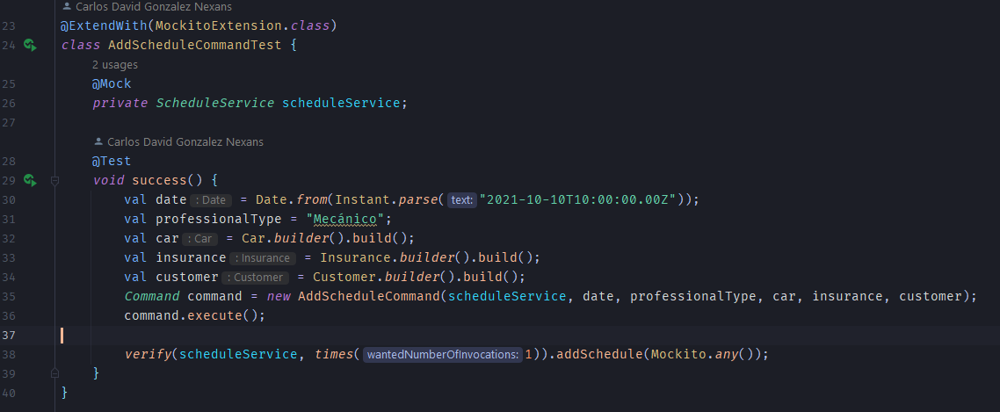 Carlos David Gonzalez Nexans
23 @ExtendWith(MockitoExtension.class)
24 class AddScheduleCommandTest {
2 usages
25 @Mock
26 private ScheduleService scheduleService;
27
Carlos David Gonzalez Nexans
28 @Test
29 void success() {
30 val date : Date = Date.from(Instant.parse( text: "2021-10-10T10:00:00.00Z"));
31 val professionalType = "Mecánico";
32 val car : Car = Car.builder().build();
33 val insurance : Insurance = Insurance.builder().build();
34 val customer : Customer = Customer.builder().build();
35 Command command = new AddScheduleCommand(scheduleService, date, professionalType, car, insurance, customer);
36 command.execute();
37
38 verify(scheduleService, times( wantedNumberOfInvocations: 1)).addSchedule(Mockito.any());
39 }
40 }